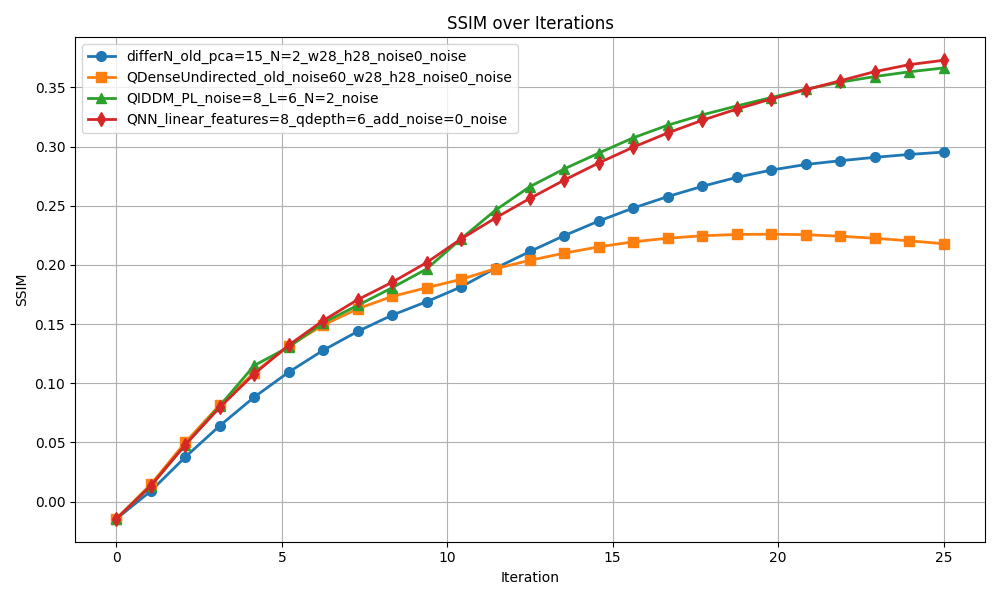 SSIM over Iterations
differN_old_pca=15_N=2_w28_h28_noise0_noise
QDenseUndirected_old_noise60_w28_h28_noise0_noise
QIDDM_PL_noise=8_L=6_N=2_noise
QNN_linear_features=8_qdepth=6_add_noise=0_noise
SSIM
0.35
0.30
0.25
0.20
0.15
0.10
0.05
0.00
0 5 10 15 20 25
Iteration